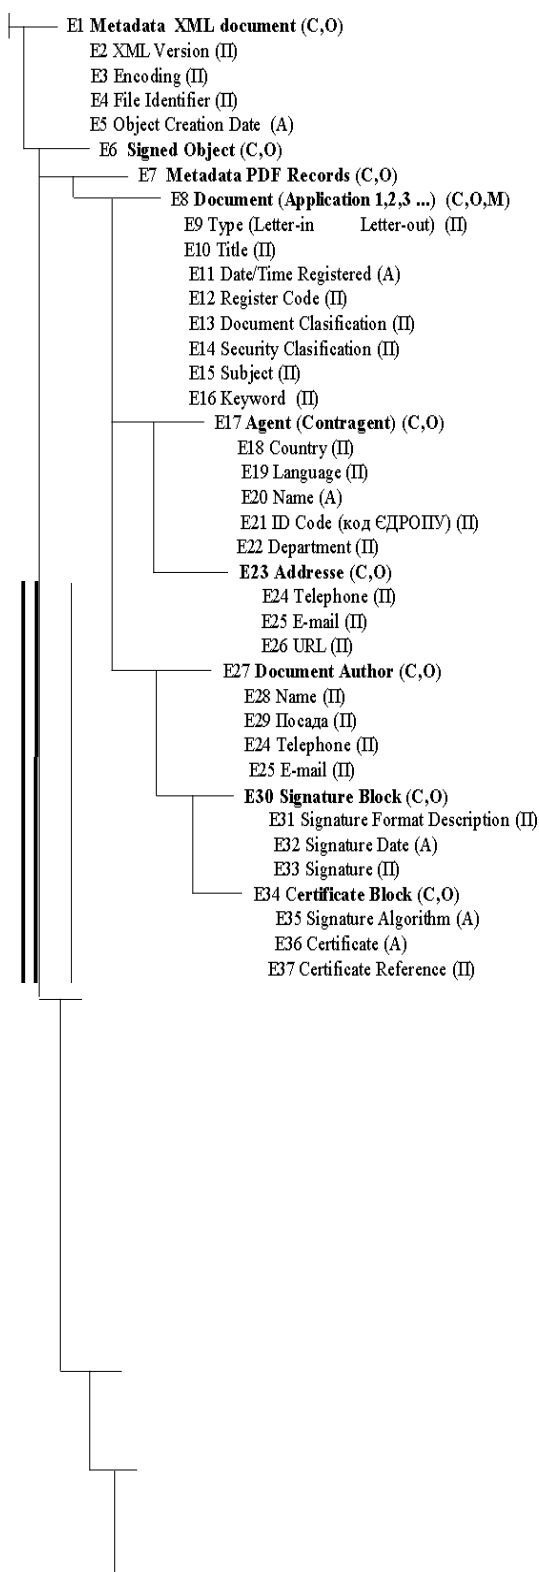 E1 Metadata XML document (C,O)
E2 XML Version (П)
E3 Encoding (П)
E4 File Identifier (П)
E5 Object Creation Date (A)
E6 Signed Object (C,O)
E7 Metadata PDF Records (C,O)
E8 Document (Application 1,2,3 ...) (C,O,M)
E9 Type (Letter-in Letter-out) (П)
E10 Title (П)
E11 Date/Time Registered (A)
E12 Register Code (П)
E13 Document Clasification (П)
E14 Security Clasification (П)
E15 Subject (П)
E16 Keyword (П)
E17 Agent (Contragent) (C,O)
E18 Country (П)
E19 Language (П)
E20 Name (A)
E21 ID Code (код ЄДРОПУ) (П)
E22 Department (П)
E23 Addresse (C,O)
E24 Telephone (П)
E25 E-mail (П)
E26 URL (П)
E27 Document Author (C,O)
E28 Name (П)
E29 Посада (П)
E24 Telephone (П)
E25 E-mail (П)
E30 Signature Block (C,O)
E31 Signature Format Description (П)
E32 Signature Date (A)
E33 Signature (П)
E34 Certificate Block (C,O)
E35 Signature Algorithm (A)
E36 Certificate (A)
E37 Certificate Reference (П)